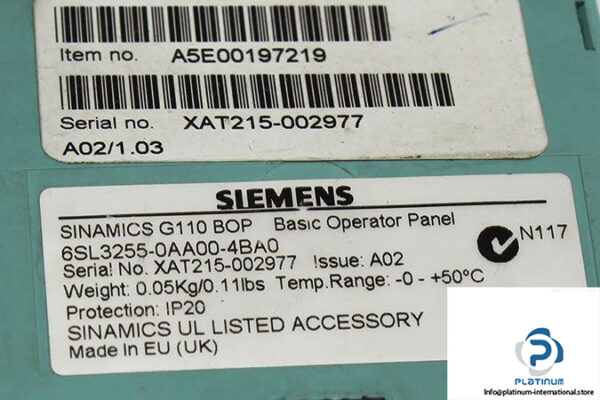 Item no. A5E00197219
Serial no. XAT215-002977
A02/1.03
SIEMENS
SINAMICS G110 BOP Basic Operator Panel
6SL3255-0AA00-4BA0
Serial No. XAT215-002977 Issue: A02
N117
Weight: 0.05Kg/0.11lbs Temp.Range: -0 - +50°C
Protection: IP20
SINAMICS UL LISTED ACCESSORY
Made in EU (UK)
PLATINUM
Info@platinum-international.store